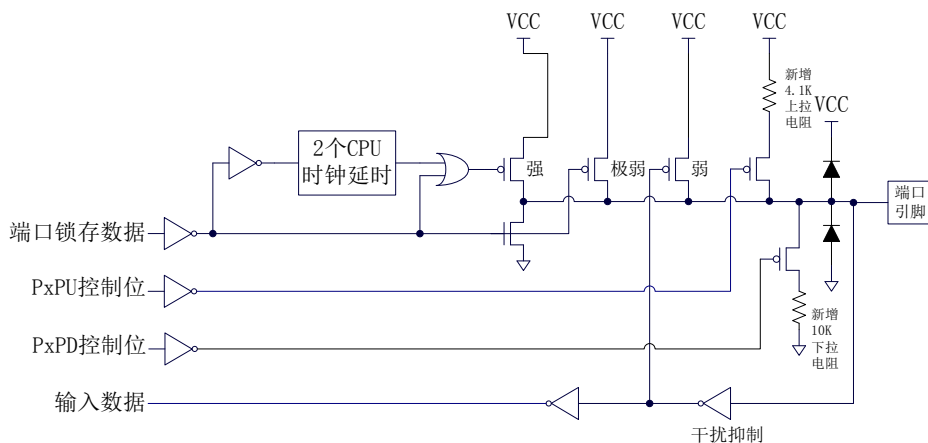 VCC
VCC
VCC
VCC
新增
4.1K
上拉
电阻
VCC
2个CPU
时钟延时
强
极弱
弱
端口
引脚
端口锁存数据
PxPU控制位
新增
10K
下拉
电阻
PxPD控制位
输入数据
干扰抑制